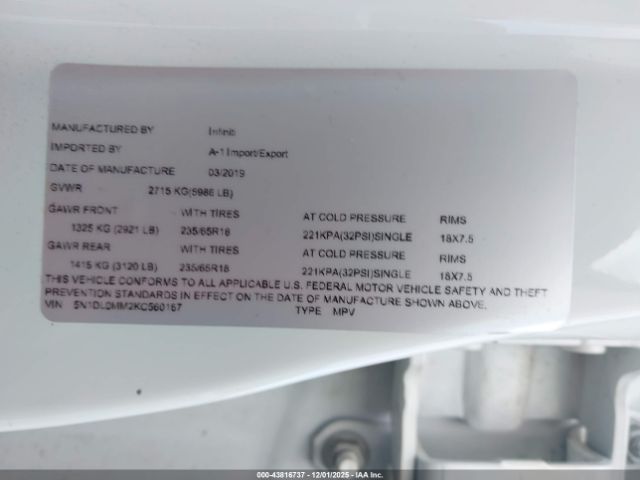 MANUFACTURED BY Infiniti
IMPORTED BY A-1 Import/Export
DATE OF MANUFACTURE 03/2019
GVWR 2715 KG(5986 LB)
GAWR FRONT WITH TIRES AT COLD PRESSURE RIMS
1325 KG (2921 LB) 235/65R18 221KPA(32PSI)SINGLE 18X7.5
GAWR REAR WITH TIRES AT COLD PRESSURE RIMS
1415 KG (3120 LB) 235/65R18 221KPA(32PSI)SINGLE 18X7.5
THIS VEHICLE CONFORMS TO ALL APPLICABLE U.S. FEDERAL MOTOR VEHICLE SAFETY AND THEFT
PREVENTION STANDARDS IN EFFECT ON THE DATE OF MANUFACTURE SHOWN ABOVE.
VIN 5N1DL0MM2KC560167 TYPE MPV
000-43816737 - 12/01/2025 - IAA Inc.